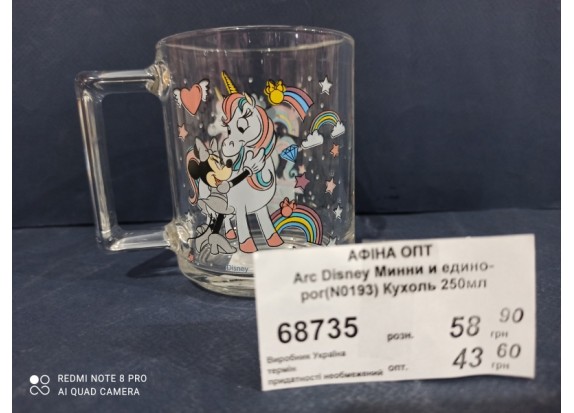 Disney
АФІНА ОПТ
Arc Disney Минни и едино-
рог(N0193) Кухоль 250мл
68735 розн. 58 90 грн
Виробник Україна
термін
придатності необмежений опт. 43 60 грн
REDMI NOTE 8 PRO
AI QUAD CAMERA